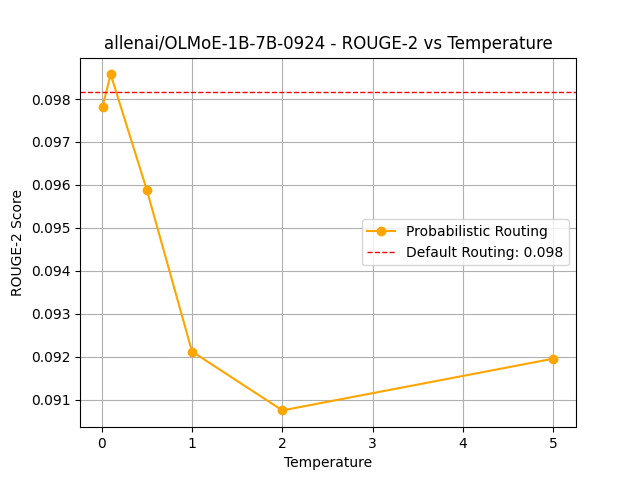 allenai/OLMoE-1B-7B-0924 - ROUGE-2 vs Temperature
ROUGE-2 Score
0.098
0.097
0.096
0.095
0.094
0.093
0.092
0.091
Probabilistic Routing
Default Routing: 0.098
0 1 2 3 4 5
Temperature